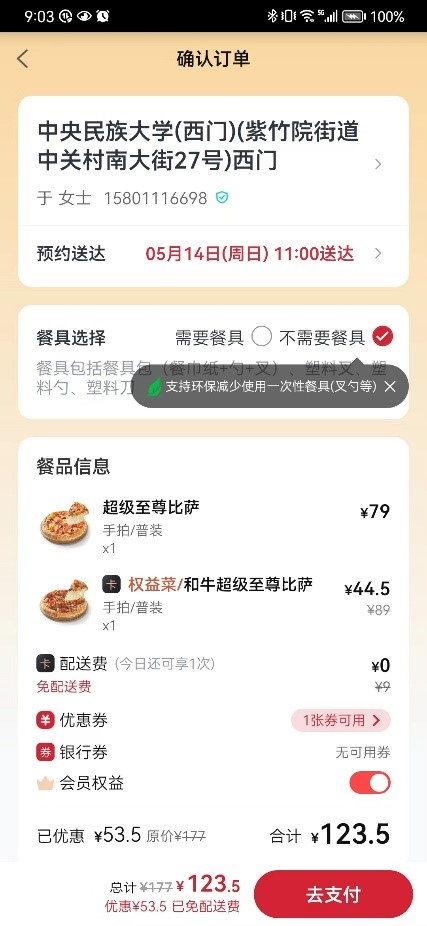 9:03
5G
100%
确认订单
中央民族大学(西门)(紫竹院街道
中关村南大街27号)西门
于 女士 15801116698
预约送达 05月14日(周日) 11:00送达
餐具选择 需要餐具 不需要餐具
餐具包括餐具包（餐巾纸+勺+叉）、塑料叉、塑
料勺、塑料刀
支持环保减少使用一次性餐具(叉勺等)
餐品信息
超级至尊比萨 ¥79
手拍/普装
x1
卡 权益菜/和牛超级至尊比萨 ¥44.5
手拍/普装 ¥89
x1
卡 配送费 (今日还可享1次) ¥0
免配送费 ¥9
¥ 优惠券 1张券可用
券 银行券 无可用券
会员权益
已优惠 ¥53.5 原价¥177 合计 ¥123.5
总计 ¥177 ¥123.5
优惠¥53.5 已免配送费
去支付